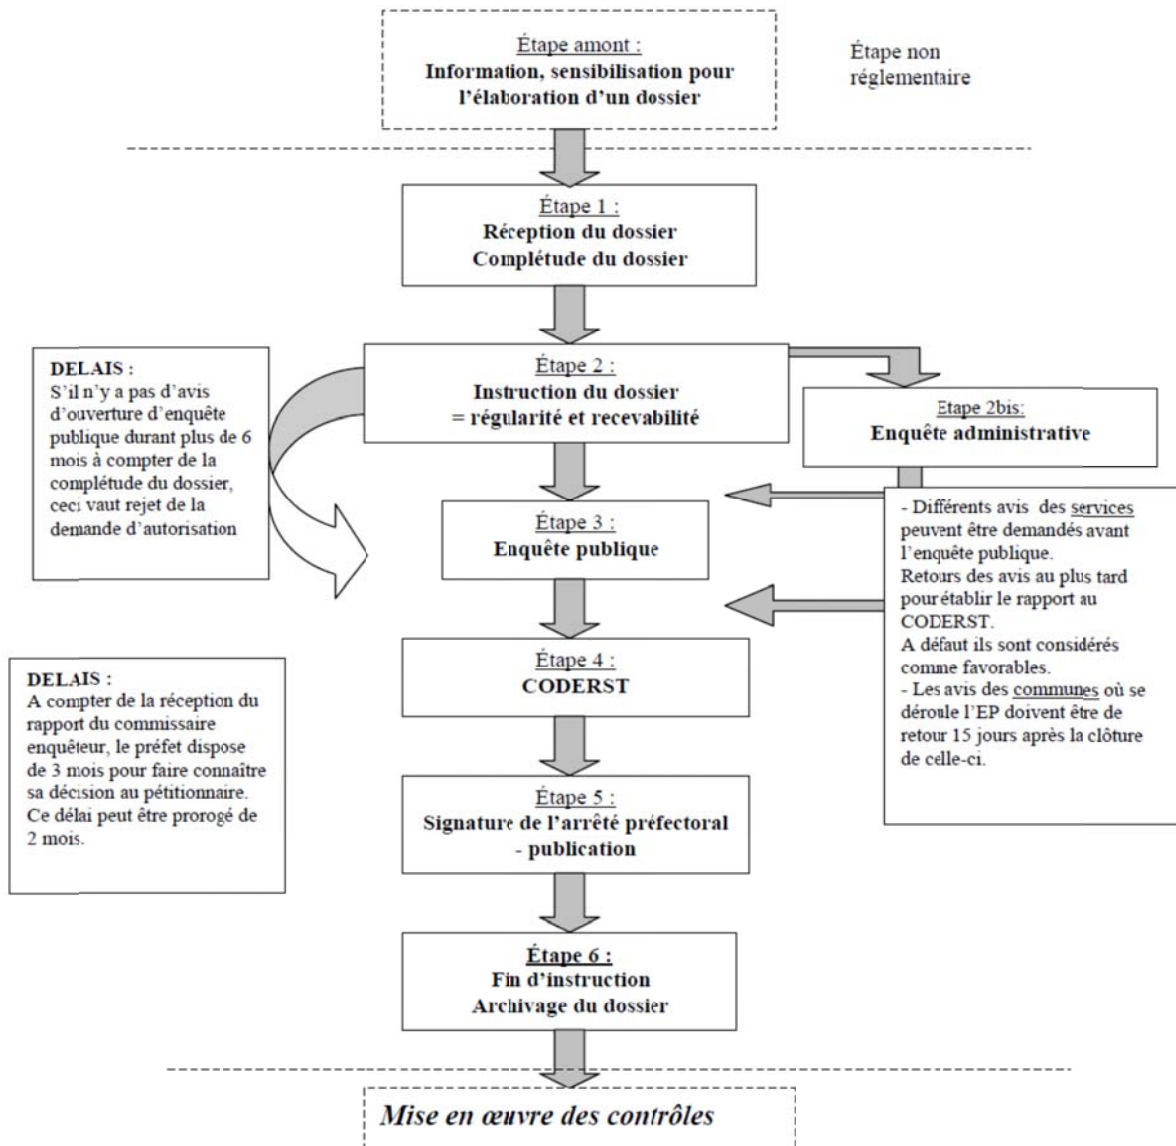 Étape amont :
Information, sensibilisation pour
l’élaboration d’un dossier
Étape non
réglementaire
Étape 1 :
Réception du dossier
Complétude du dossier
DELAIS :
S’il n’y a pas d’avis
d’ouverture d’enquête
publique durant plus de 6
mois à compter de la
complétude du dossier,
ceci vaut rejet de la
demande d’autorisation
Étape 2 :
Instruction du dossier
= régularité et recevabilité
Etape 2bis:
Enquête administrative
Étape 3 :
Enquête publique
- Différents avis des services
peuvent être demandés avant
l’enquête publique.
Retours des avis au plus tard
pour établir le rapport au
CODERST.
A défaut ils sont considérés
comme favorables.
- Les avis des communes où se
déroule l’EP doivent être de
retour 15 jours après la clôture
de celle-ci.
Étape 4 :
CODERST
DELAIS :
A compter de la réception du
rapport du commissaire
enquêteur, le préfet dispose
de 3 mois pour faire connaître
sa décision au pétitionnaire.
Ce délai peut être prorogé de
2 mois.
Étape 5 :
Signature de l’arrêté préfectoral
- publication
Étape 6 :
Fin d’instruction
Archivage du dossier
Mise en œuvre des contrôles